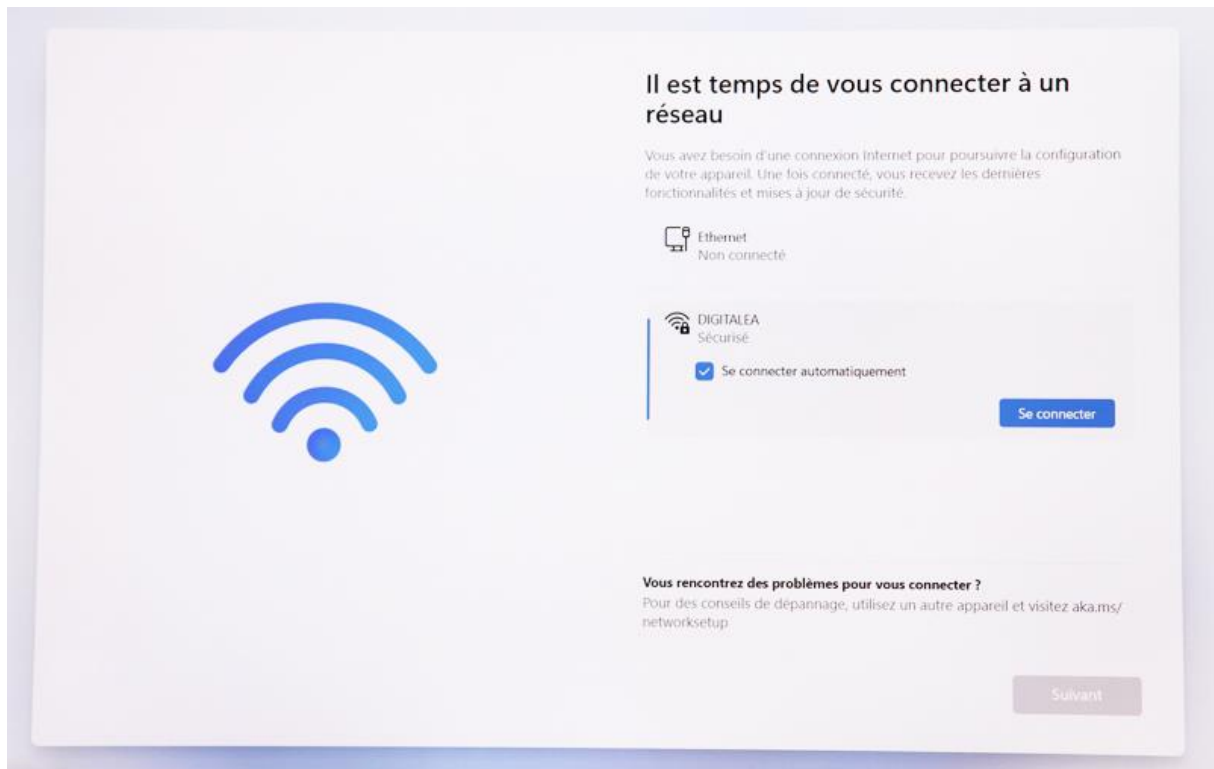 Il est temps de vous connecter à un
réseau
Vous avez besoin d'une connexion Internet pour poursuivre la configuration
de votre appareil. Une fois connecté, vous recevez les dernières
fonctionnalités et mises à jour de sécurité.
Ethernet
Non connecté
DIGITALEA
Sécurisé
Se connecter automatiquement
Se connecter
Vous rencontrez des problèmes pour vous connecter ?
Pour des conseils de dépannage, utilisez un autre appareil et visitez aka.ms/
networksetup
Suivant